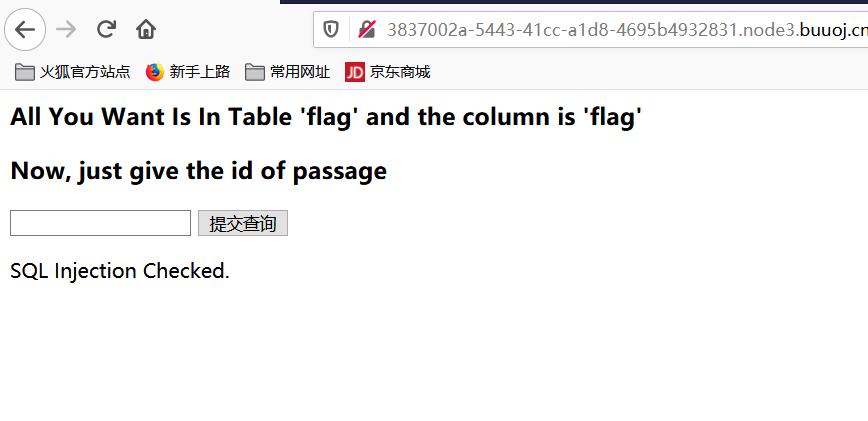 3837002a-5443-41cc-a1d8-4695b4932831.node3.buuoj.cn
火狐官方站点 新手上路 常用网址 JD 京东商城
All You Want Is In Table 'flag' and the column is 'flag'
Now, just give the id of passage
提交查询
SQL Injection Checked.